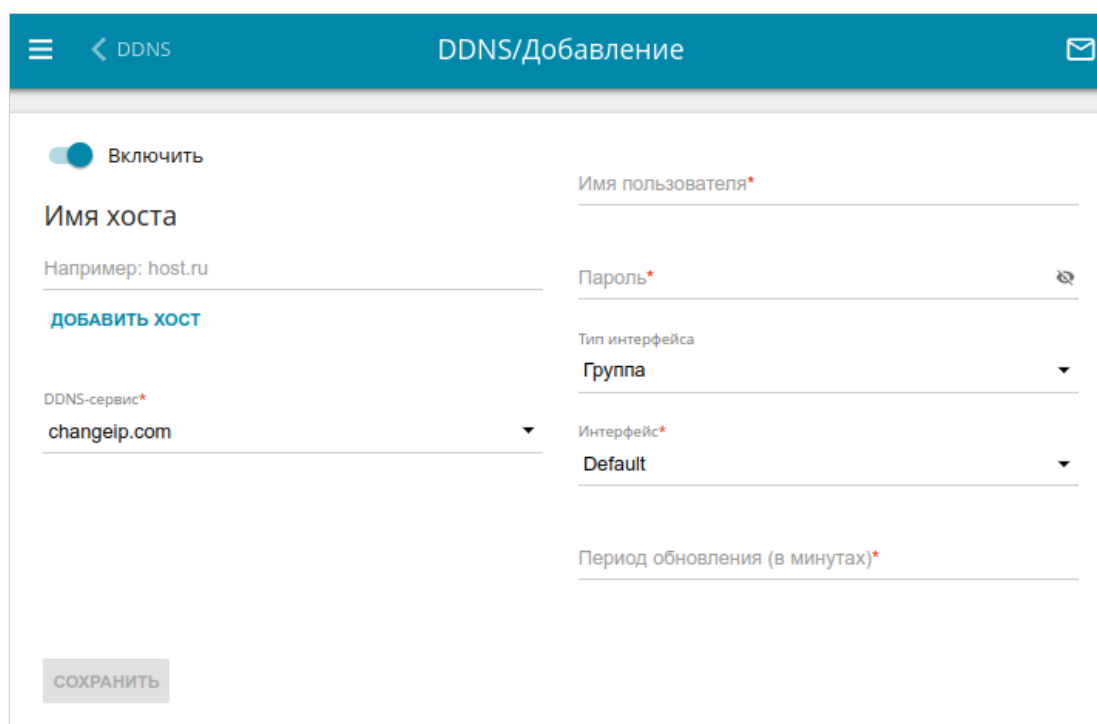 DDNS
DDNS/Добавление
Включить
Имя хоста
Например: host.ru
ДОБАВИТЬ ХОСТ
DDNS-сервис*
changeip.com
СОХРАНИТЬ
Имя пользователя*
Пароль*
Тип интерфейса
Группа
Интерфейс*
Default
Период обновления (в минутах)*